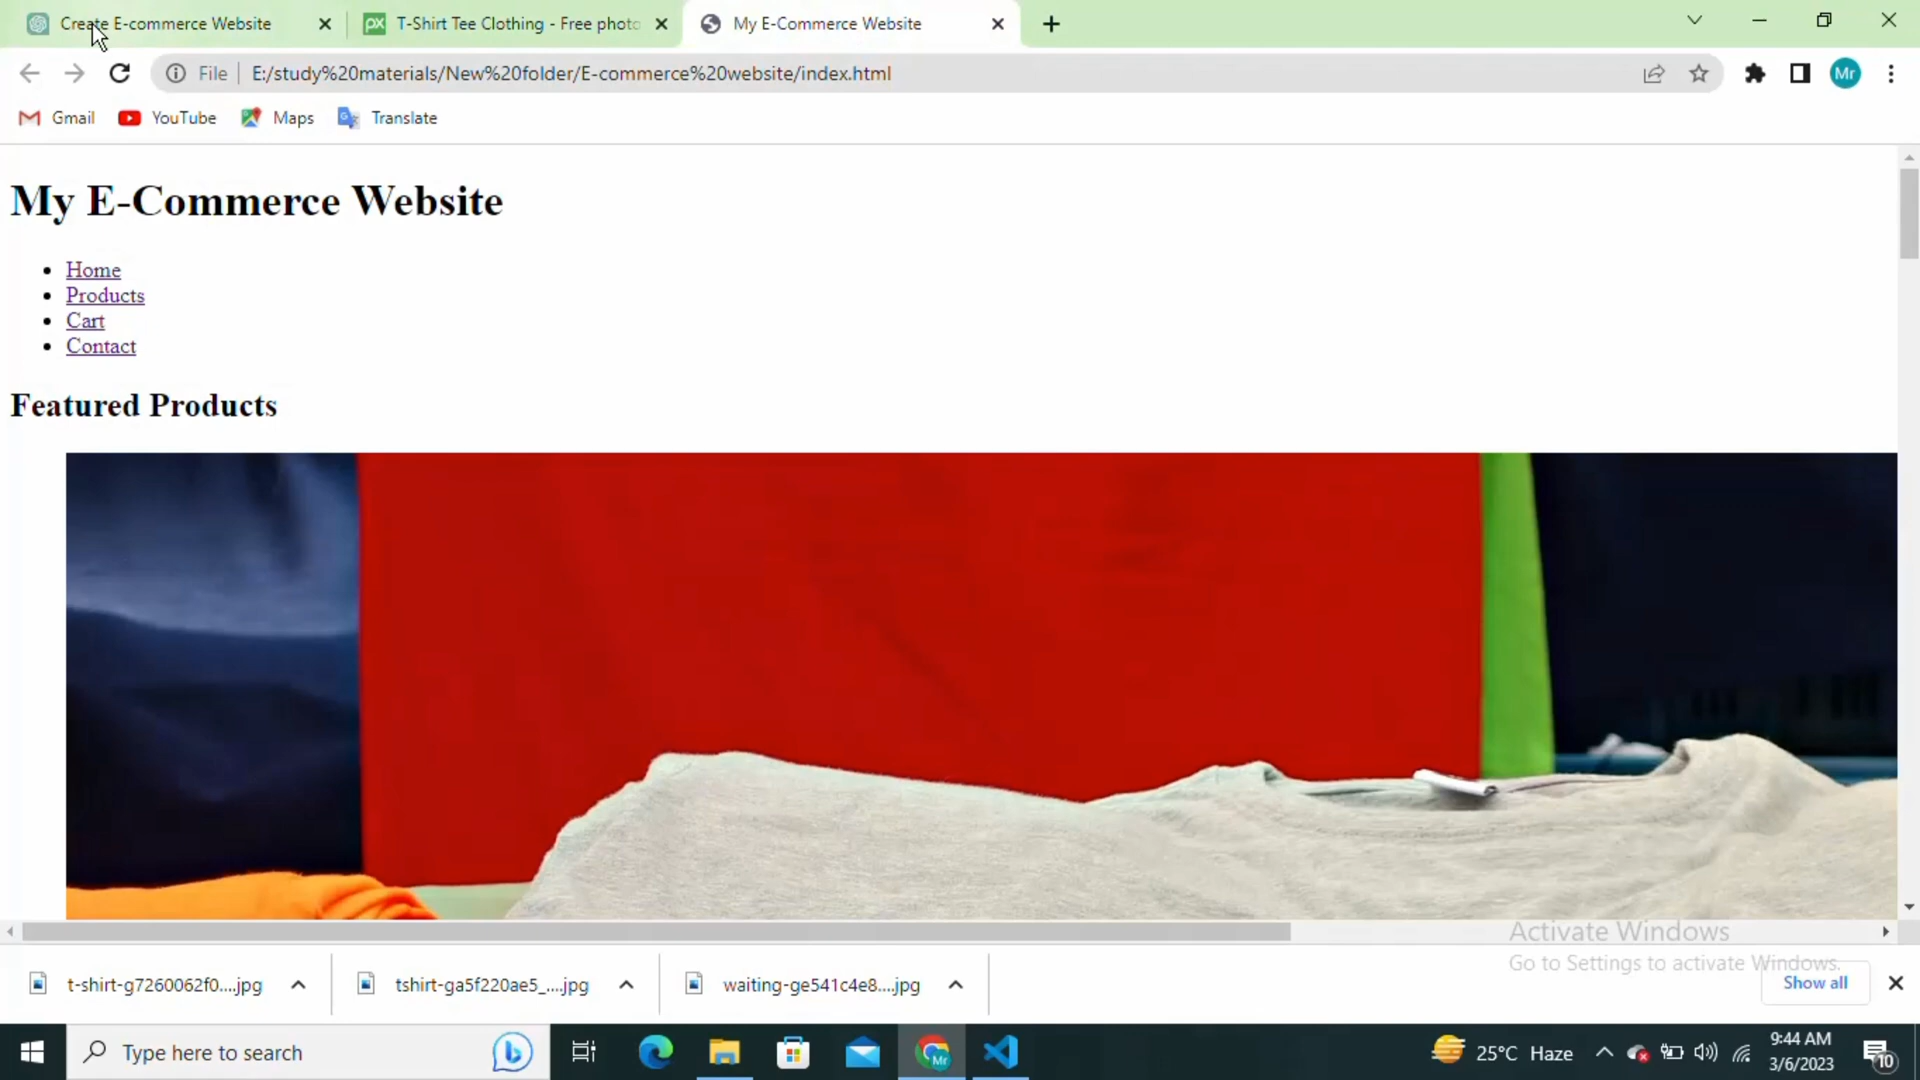 Create E-commerce Website
T-Shirt Tee Clothing - Free photo
My E-Commerce Website
File
E:/study%20materials/New%20folder/E-commerce%20website/index.html
Mr
Gmail
YouTube
Maps
Translate
My E-Commerce Website
Home
Products
Cart
Contact
Featured Products
Activate Windows
Go to Settings to activate Windows.
t-shirt-g7260062f0....jpg
tshirt-ga5f220ae5_....jpg
waiting-ge541c4e8....jpg
Show all
Type here to search
Mr
25°C Haze
9:44 AM
3/6/2023
10